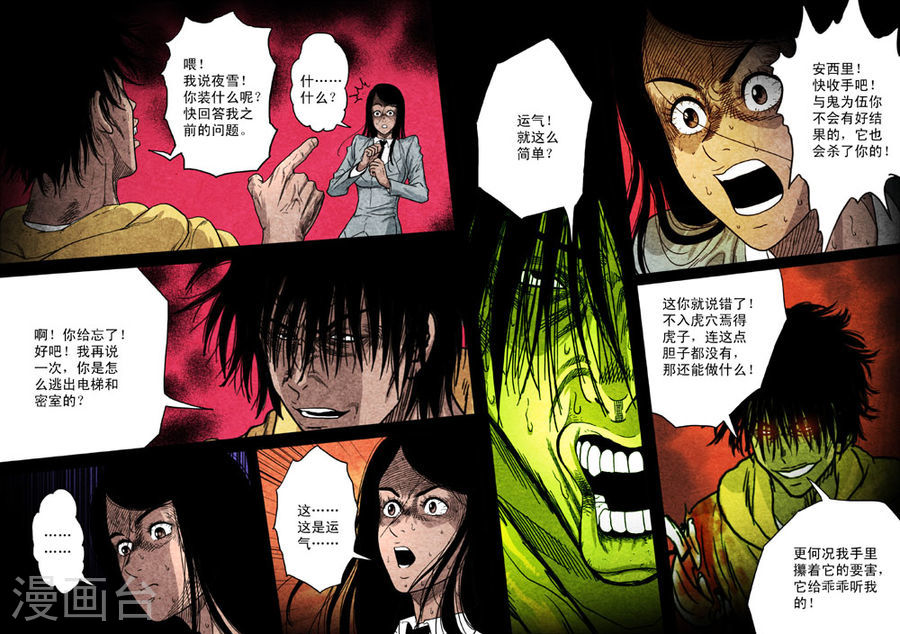 喂！
我说夜雪！
你装什么呢？
快回答我之
前的问题。
什……
什么？
啊！你给忘了！
好吧！我再说
一次，你是怎
么逃出电梯和
密室的？
………
………
这……
这是运
气……
运气！
就这么
简单？
安西里！
快收手吧！
与鬼为伍你
不会有好结
果的，它也
会杀了你的！
这你就说错了！
不入虎穴焉得
虎子，连这点
胆子都没有，
那还能做什么！
更何况我手里
攥着它的要害，
它给乖乖听我
的！
漫画台